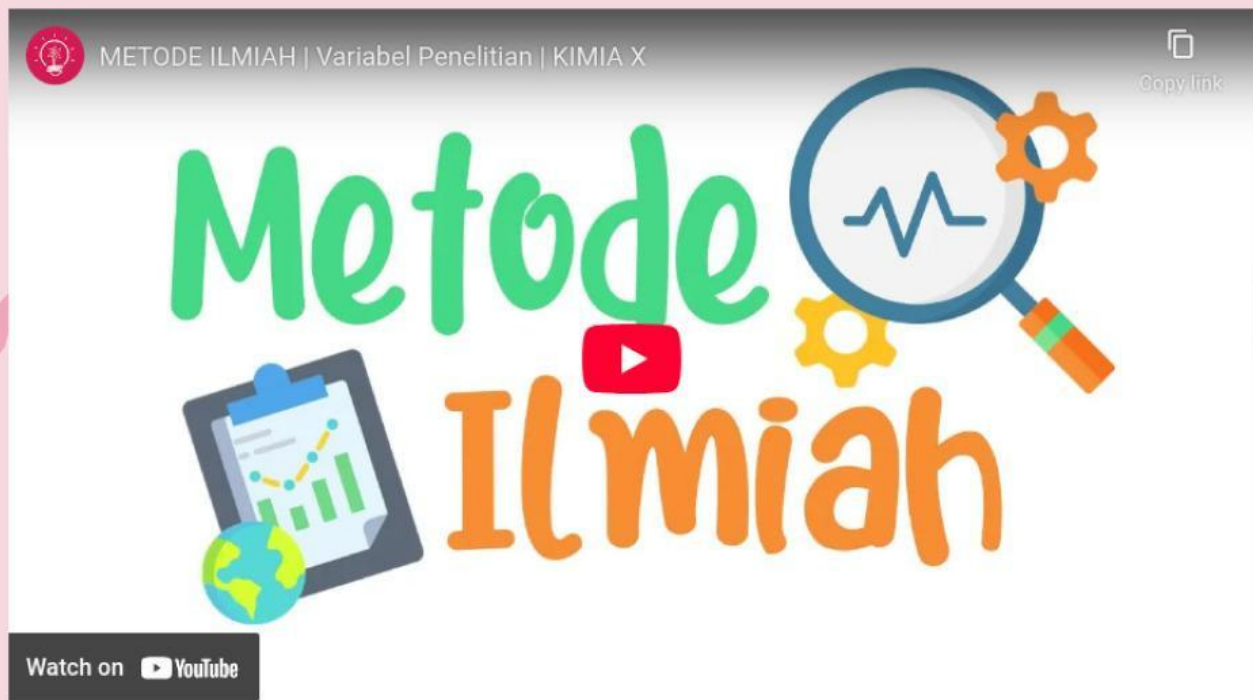 METODE ILMIAH | Variabel Penelitian | KIMIA X
Copy link
Metode
Ilmiah
Watch on YouTube